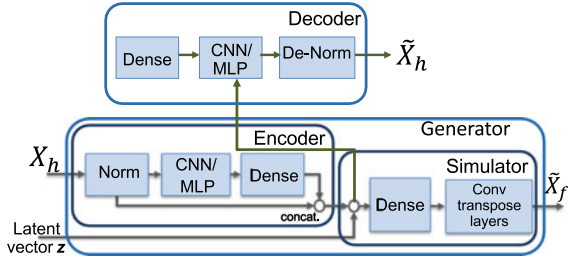 Decoder
Dense
CNN/
MLP
De-Norm
X̃h
Generator
Encoder
Xh
Norm
CNN/
MLP
Dense
concat.
Simulator
Dense
Conv
transpose
layers
X̃f
Latent
vector z